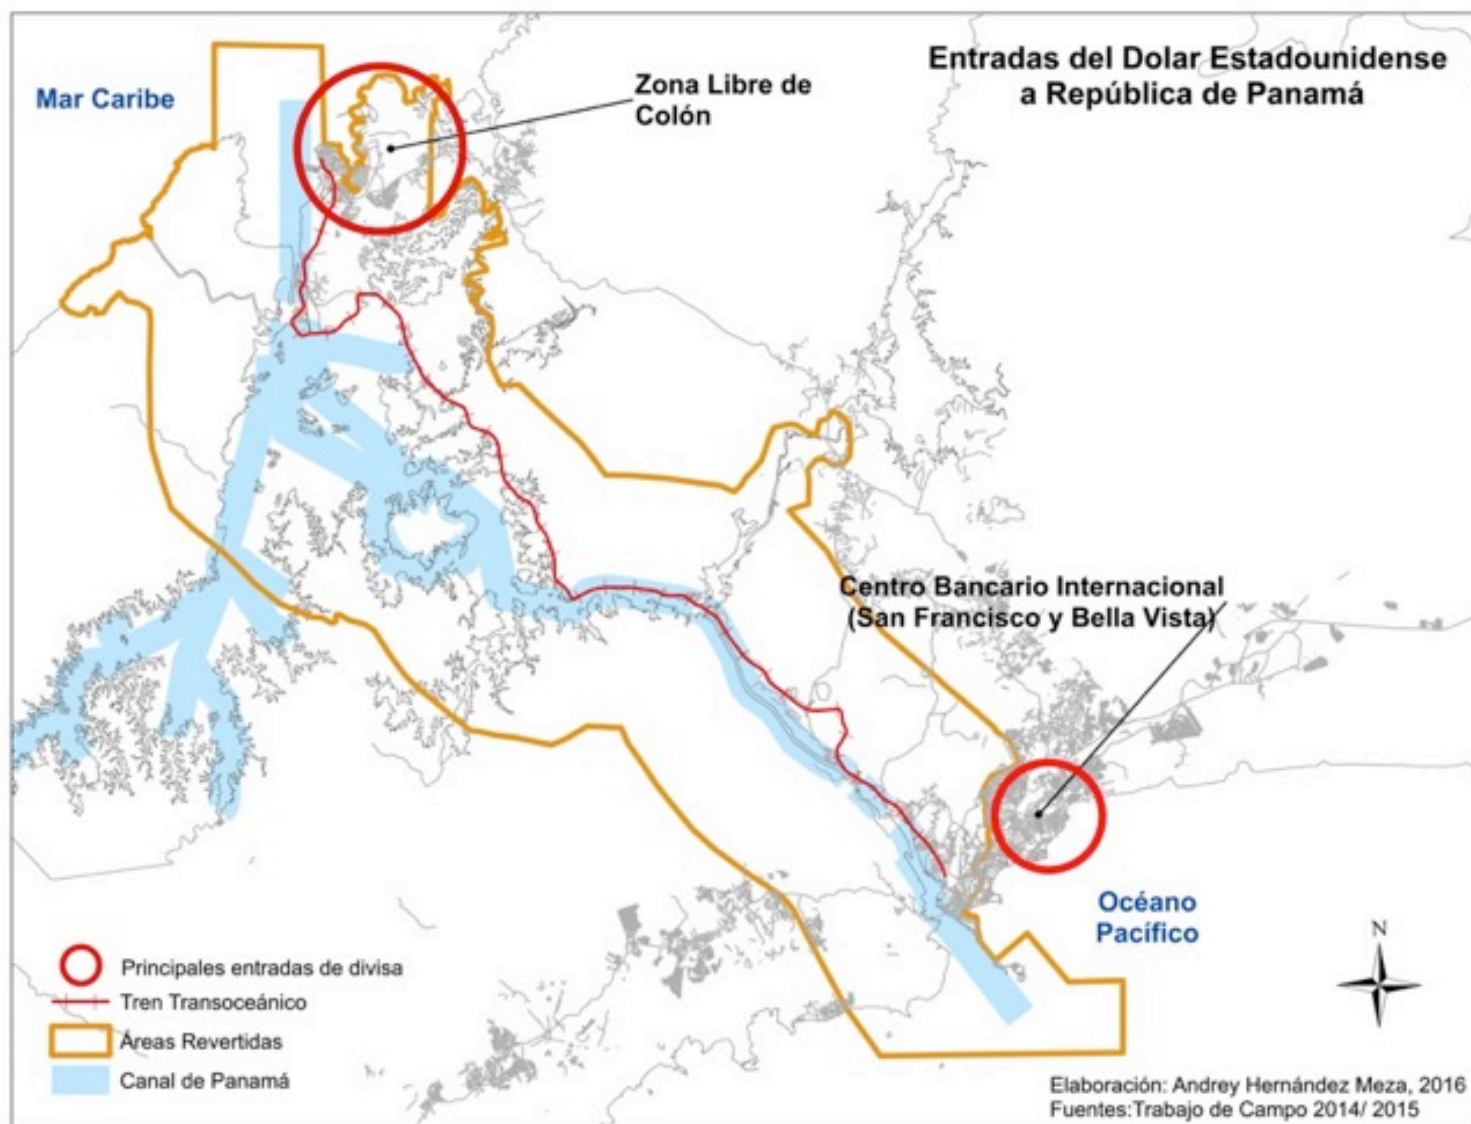 Entradas del Dolar Estadounidense
a República de Panamá
Mar Caribe
Zona Libre de
Colón
Centro Bancario Internacional
(San Francisco y Bella Vista)
Océano
Pacífico
N
Principales entradas de divisa
Tren Transoceánico
Áreas Revertidas
Canal de Panamá
Elaboración: Andrey Hernández Meza, 2016
Fuentes:Trabajo de Campo 2014/ 2015